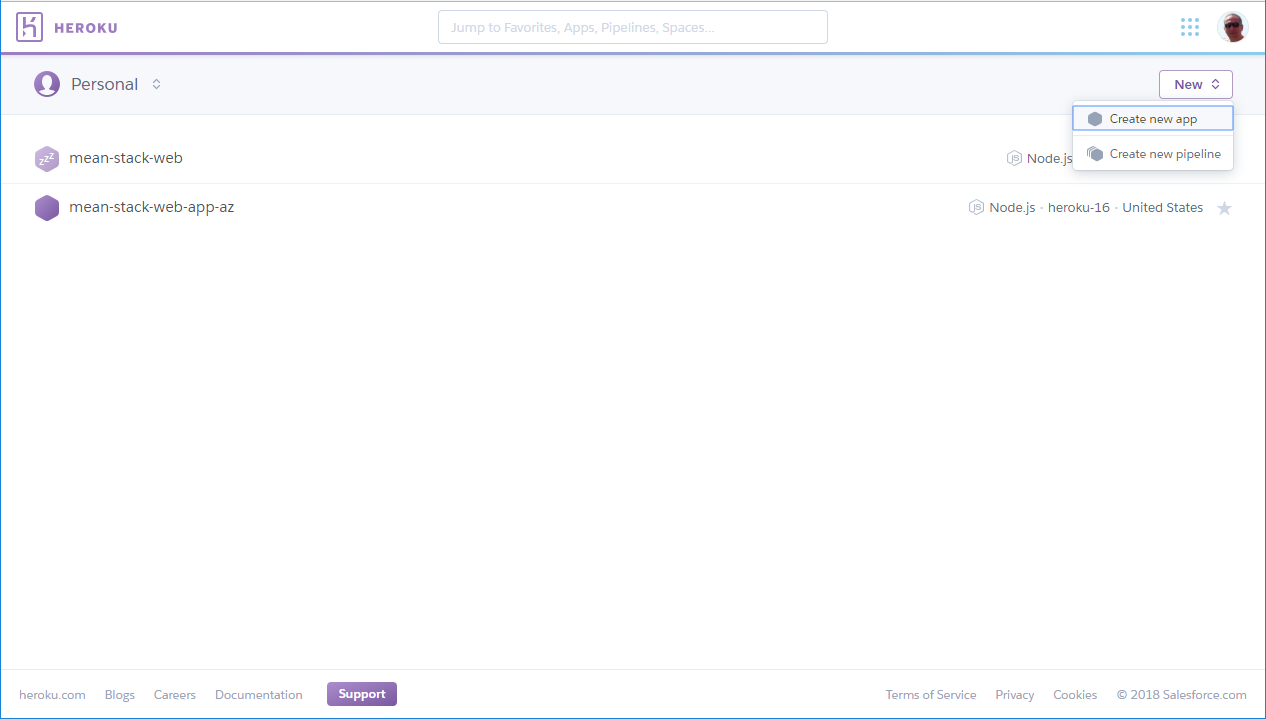 HEROKU
Jump to Favorites, Apps, Pipelines, Spaces...
Personal
New
Create new app
Create new pipeline
mean-stack-web
Node.js
mean-stack-web-app-az
Node.js · heroku-16 · United States
heroku.com Blogs Careers Documentation Support Terms of Service Privacy Cookies © 2018 Salesforce.com